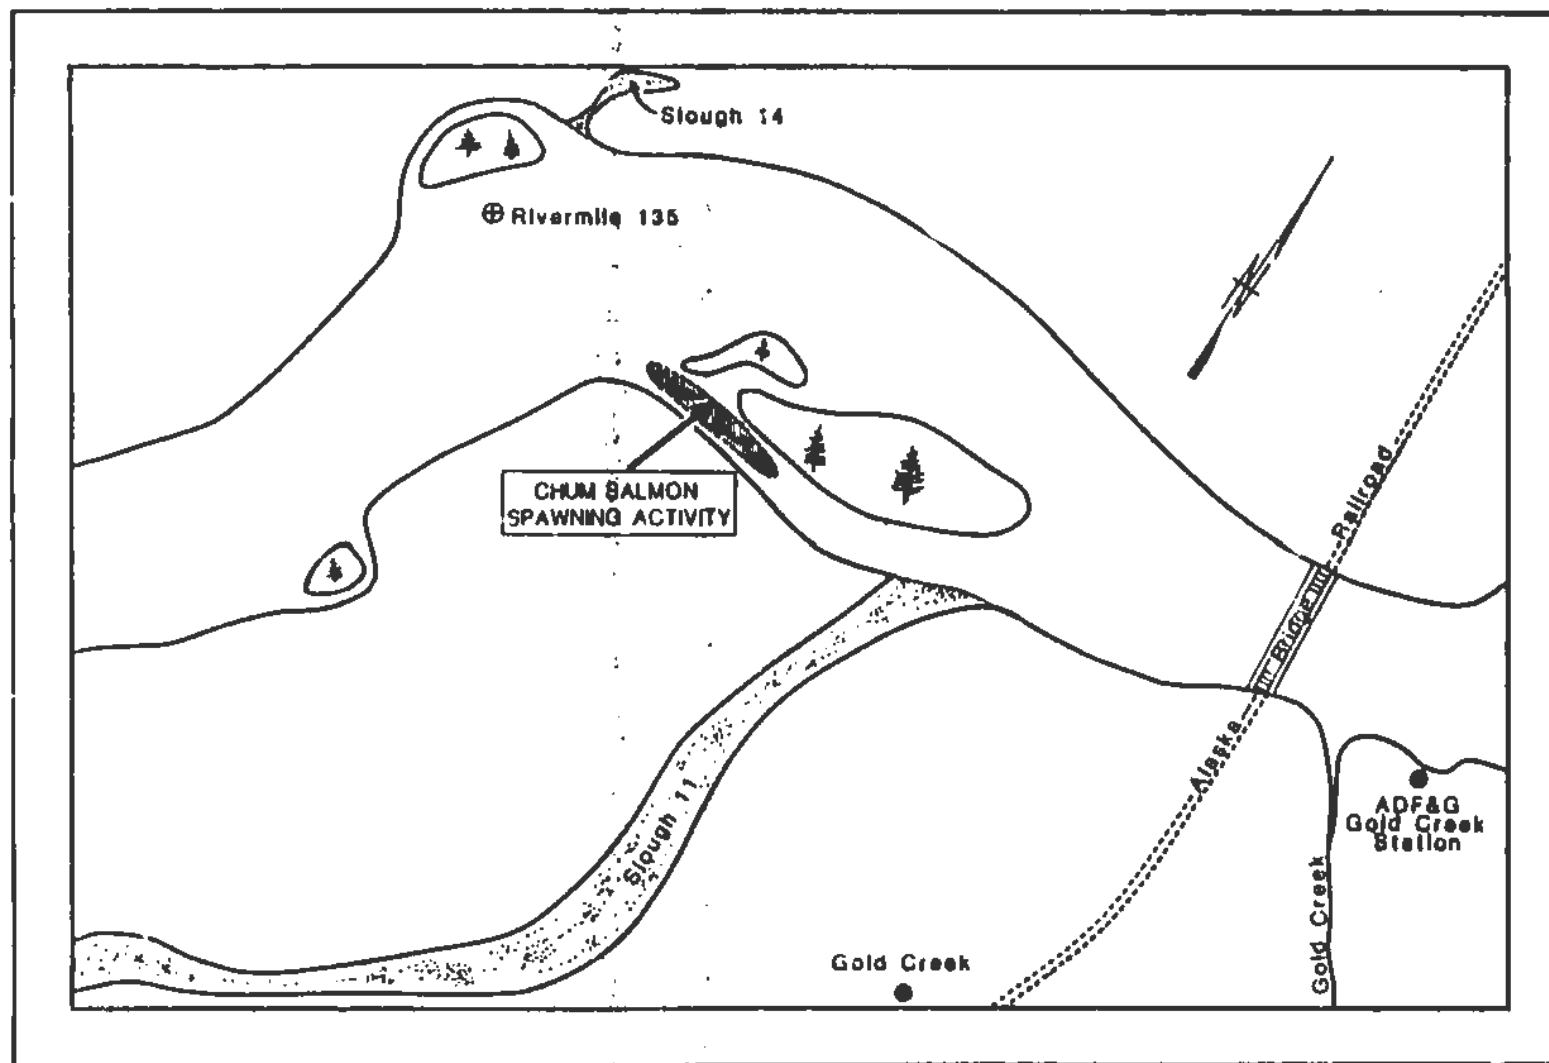 Slough 14
Rivermile 135
CHUM SALMON
SPAWNING ACTIVITY
Railroad
Bridge
Alaska
Slough 11
ADF&G
Gold Creek
Station
Gold Creek
Gold Creek